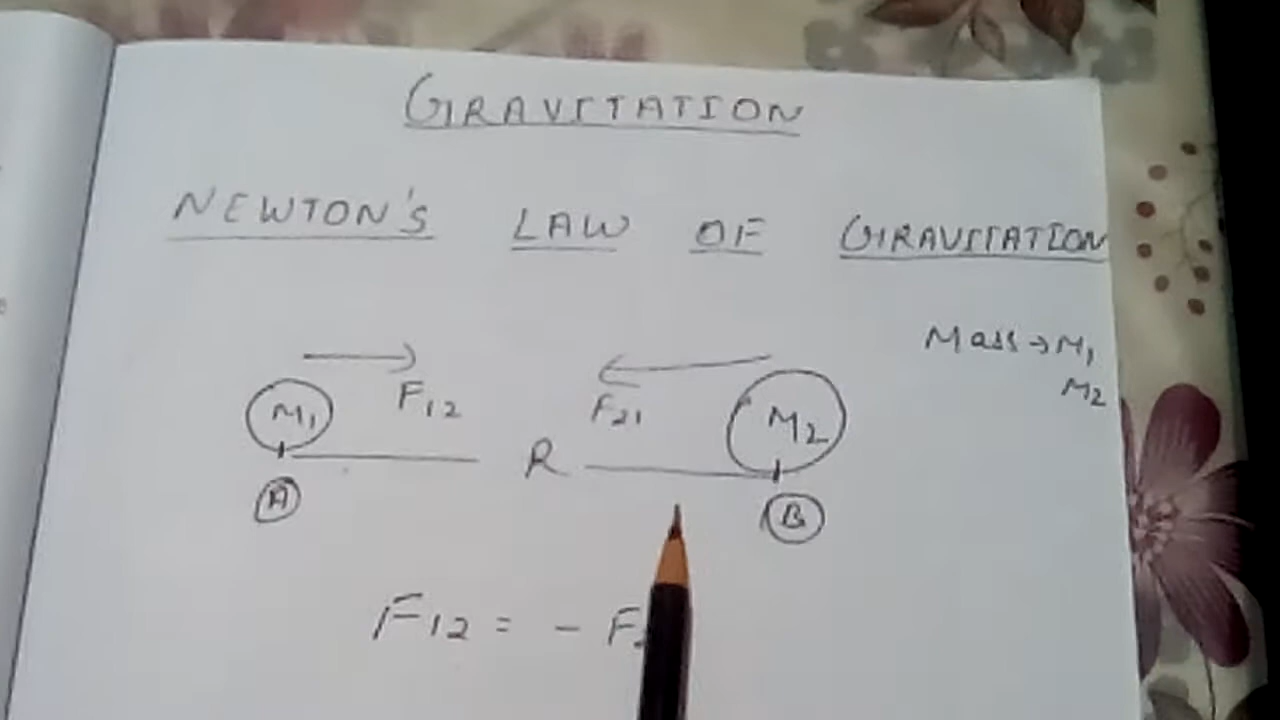 GRAVITATION
NEWTON'S LAW OF GRAVITATION
Mass → M₁
M₂
F₁₂ F₂₁
M₁ M₂
R
A B
F₁₂ = -